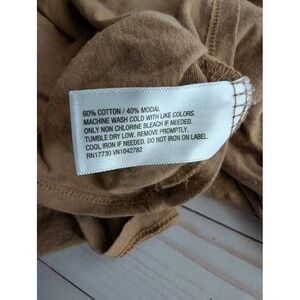 60% COTTON / 40% MODAL
MACHINE WASH COLD WITH LIKE COLORS.
ONLY NON CHLORINE BLEACH IF NEEDED.
TUMBLE DRY LOW. REMOVE PROMPTLY.
COOL IRON IF NEEDED. DO NOT IRON ON LABEL.
RN17730 VN1042782